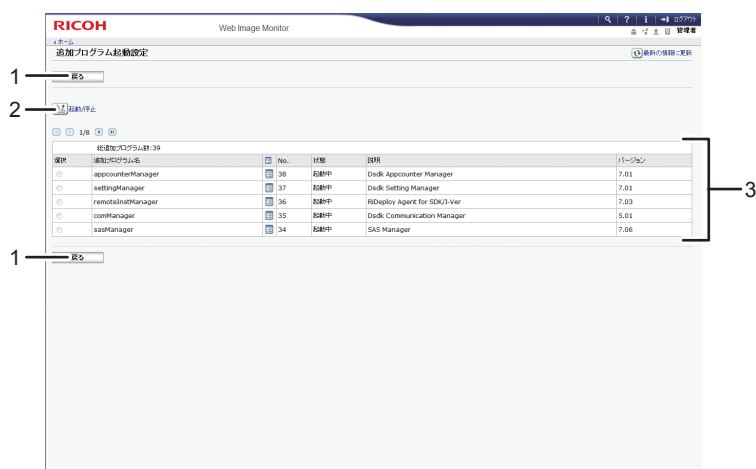 RICOH
Web Image Monitor
? i ログアウト
管理者
ホーム
追加プログラム起動設定
最新の情報に更新
1
戻る
2
起動/停止
1/8
総追加プログラム数:39
選択 追加プログラム名 No. 状態 説明 バージョン
appcounterManager 38 起動中 Dsdk Appcounter Manager 7.01
settingManager 37 起動中 Dsdk Setting Manager 7.01
remoteInstManager 36 起動中 RiDeploy Agent for SDK/J-Ver 7.03
comManager 35 起動中 Dsdk Communication Manager 5.01
sasManager 34 起動中 SAS Manager 7.06
3
1
戻る